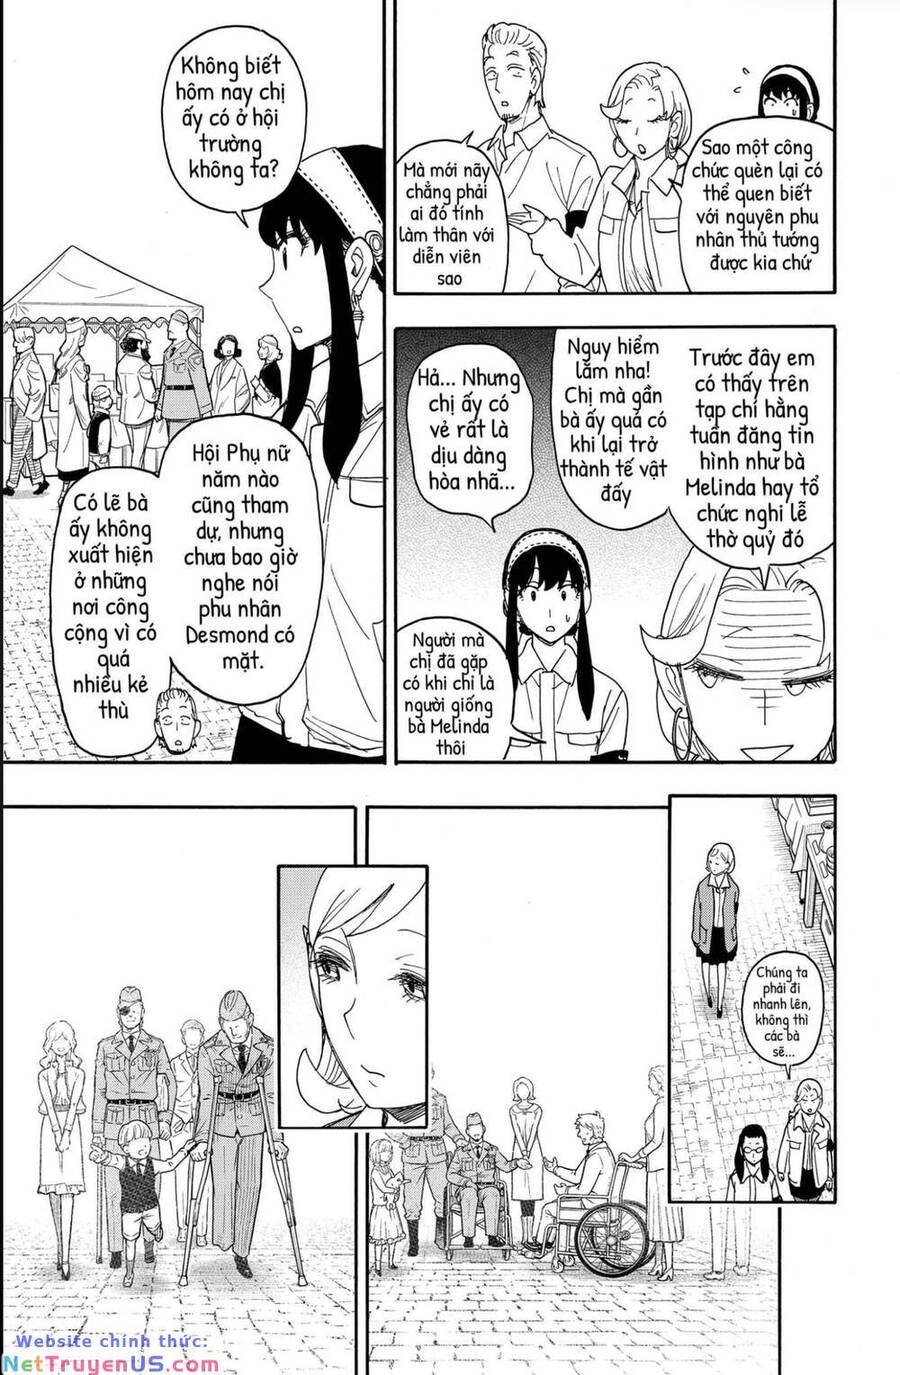 Sao một công
chức quèn lại có
thể quen biết
với nguyên phu
nhân thủ tướng
được kia chứ
Mà mới nãy
chẳng phải
ai đó tính
làm thân với
diễn viên
sao
Trước đây em
có thấy trên
tạp chí hằng
tuần đăng tin
hình như bà
Melinda hay tổ
chức nghi lễ
thờ quỷ đó
Nguy hiểm
lắm nha!
Chị mà gần
bà ấy quá có
khi lại trở
thành tế vật
đấy
Hả... Nhưng
chị ấy có
vẻ rất là
dịu dàng
hòa nhã...
Người mà
chị đã gặp
có khi chỉ là
người giống
bà Melinda
thôi
Không biết
hôm nay chị
ấy có ở hội
trường
không ta?
Hội Phụ nữ
năm nào
cũng tham
dự, nhưng
chưa bao giờ
nghe nói
phu nhân
Desmond có
mặt.
Có lẽ bà
ấy không
xuất hiện
ở những
nơi công
cộng vì có
quá
nhiều kẻ
thù
Chúng ta
phải đi
nhanh lên,
không thì
các bà
sẽ...
Website chính thức:
NetTruyenUS.com